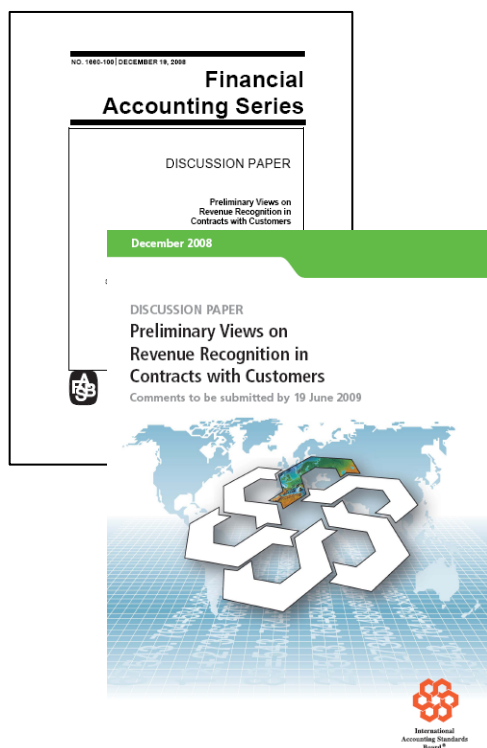 NO. 1660-100 | DECEMBER 19, 2008
Financial
Accounting Series
DISCUSSION PAPER
Preliminary Views on
Revenue Recognition in
Contracts with Customers
FASB
December 2008
DISCUSSION PAPER
Preliminary Views on
Revenue Recognition in
Contracts with Customers
Comments to be submitted by 19 June 2009
International
Accounting Standards
Board®